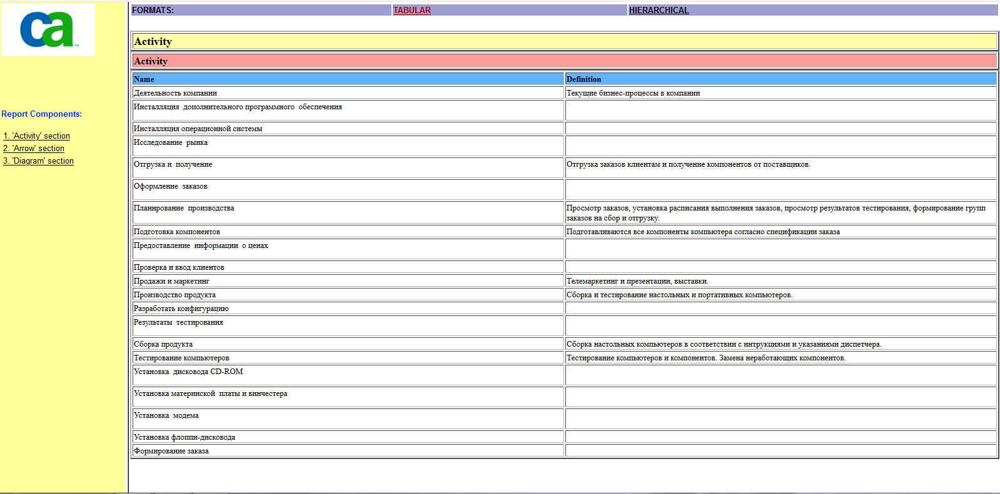 ca™
FORMATS: TABULAR HIERARCHICAL
Report Components:
1. 'Activity' section
2. 'Arrow' section
3. 'Diagram' section
Activity
Activity
Name Definition
Деятельность компании Текущие бизнес-процессы в компании
Инсталляция дополнительного программного обеспечения
Инсталляция операционной системы
Исследование рынка
Отгрузка и получение Отгрузка заказов клиентам и получение компонентов от поставщиков.
Оформление заказов
Планирование производства Просмотр заказов, установка расписания выполнения заказов, просмотр результатов тестирования, формирование групп
заказов на сбор и отгрузку.
Подготовка компонентов Подготавливаются все компоненты компьютера согласно спецификации заказа
Предоставление информации о ценах
Проверка и ввод клиентов
Продажи и маркетинг Телемаркетинг и презентации, выставки.
Производство продукта Сборка и тестирование настольных и портативных компьютеров.
Разработать конфигурацию
Результаты тестирования
Сборка продукта Сборка настольных компьютеров в соответствии с интрукциями и указаниями диспетчера.
Тестирование компьютеров Тестирование компьютеров и компонентов. Замена неработающих компонентов.
Установка дисковода CD-ROM
Установка материнской платы и винчестера
Установка модема
Установка флоппи-дисковода
Формирование заказа